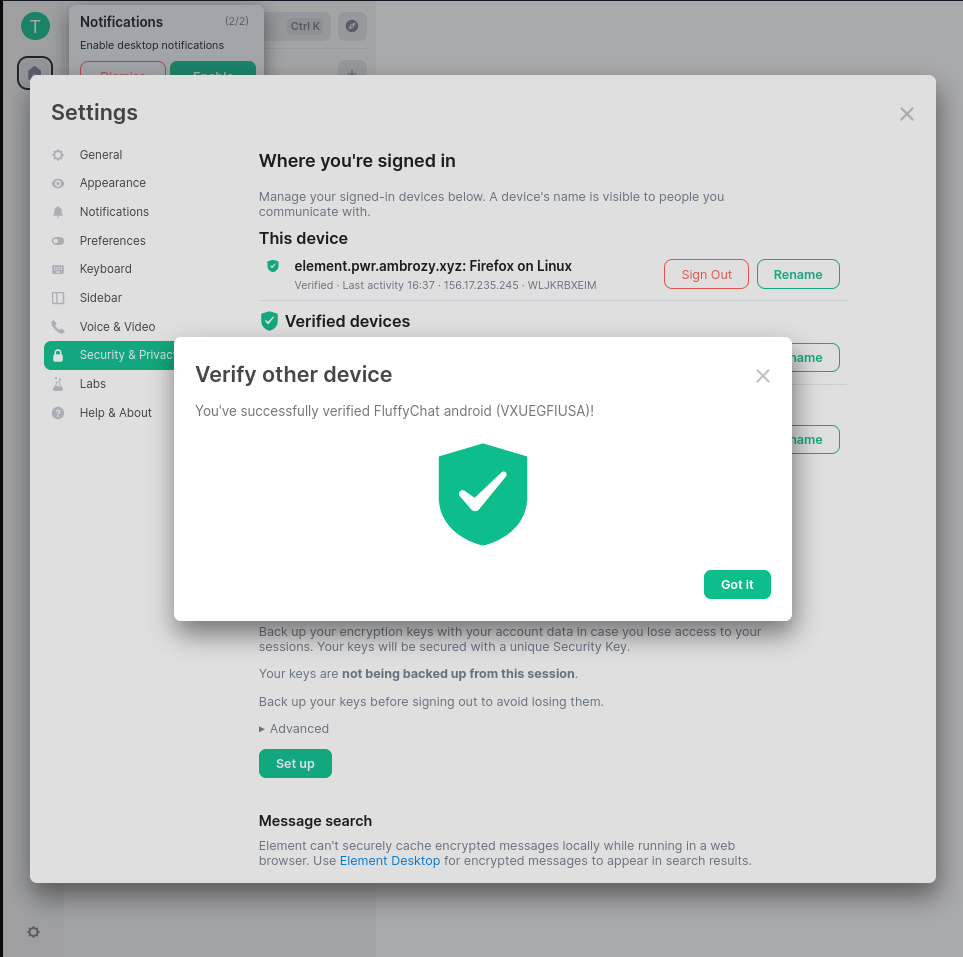 T
Notifications (2/2)
Enable desktop notifications
Dismiss Enable
Ctrl K
Settings
General
Appearance
Notifications
Preferences
Keyboard
Sidebar
Voice & Video
Security & Privac
Labs
Help & About
Where you're signed in
Manage your signed-in devices below. A device's name is visible to people you
communicate with.
This device
element.pwr.ambrozy.xyz: Firefox on Linux
Verified · Last activity 16:37 · 156.17.235.245 · WLJKRBXEIM
Sign Out Rename
Verified devices
name
name
Verify other device
You've successfully verified FluffyChat android (VXUEGFIUSA)!
Got it
Back up your encryption keys with your account data in case you lose access to your
sessions. Your keys will be secured with a unique Security Key.
Your keys are not being backed up from this session.
Back up your keys before signing out to avoid losing them.
▸ Advanced
Set up
Message search
Element can't securely cache encrypted messages locally while running in a web
browser. Use Element Desktop for encrypted messages to appear in search results.